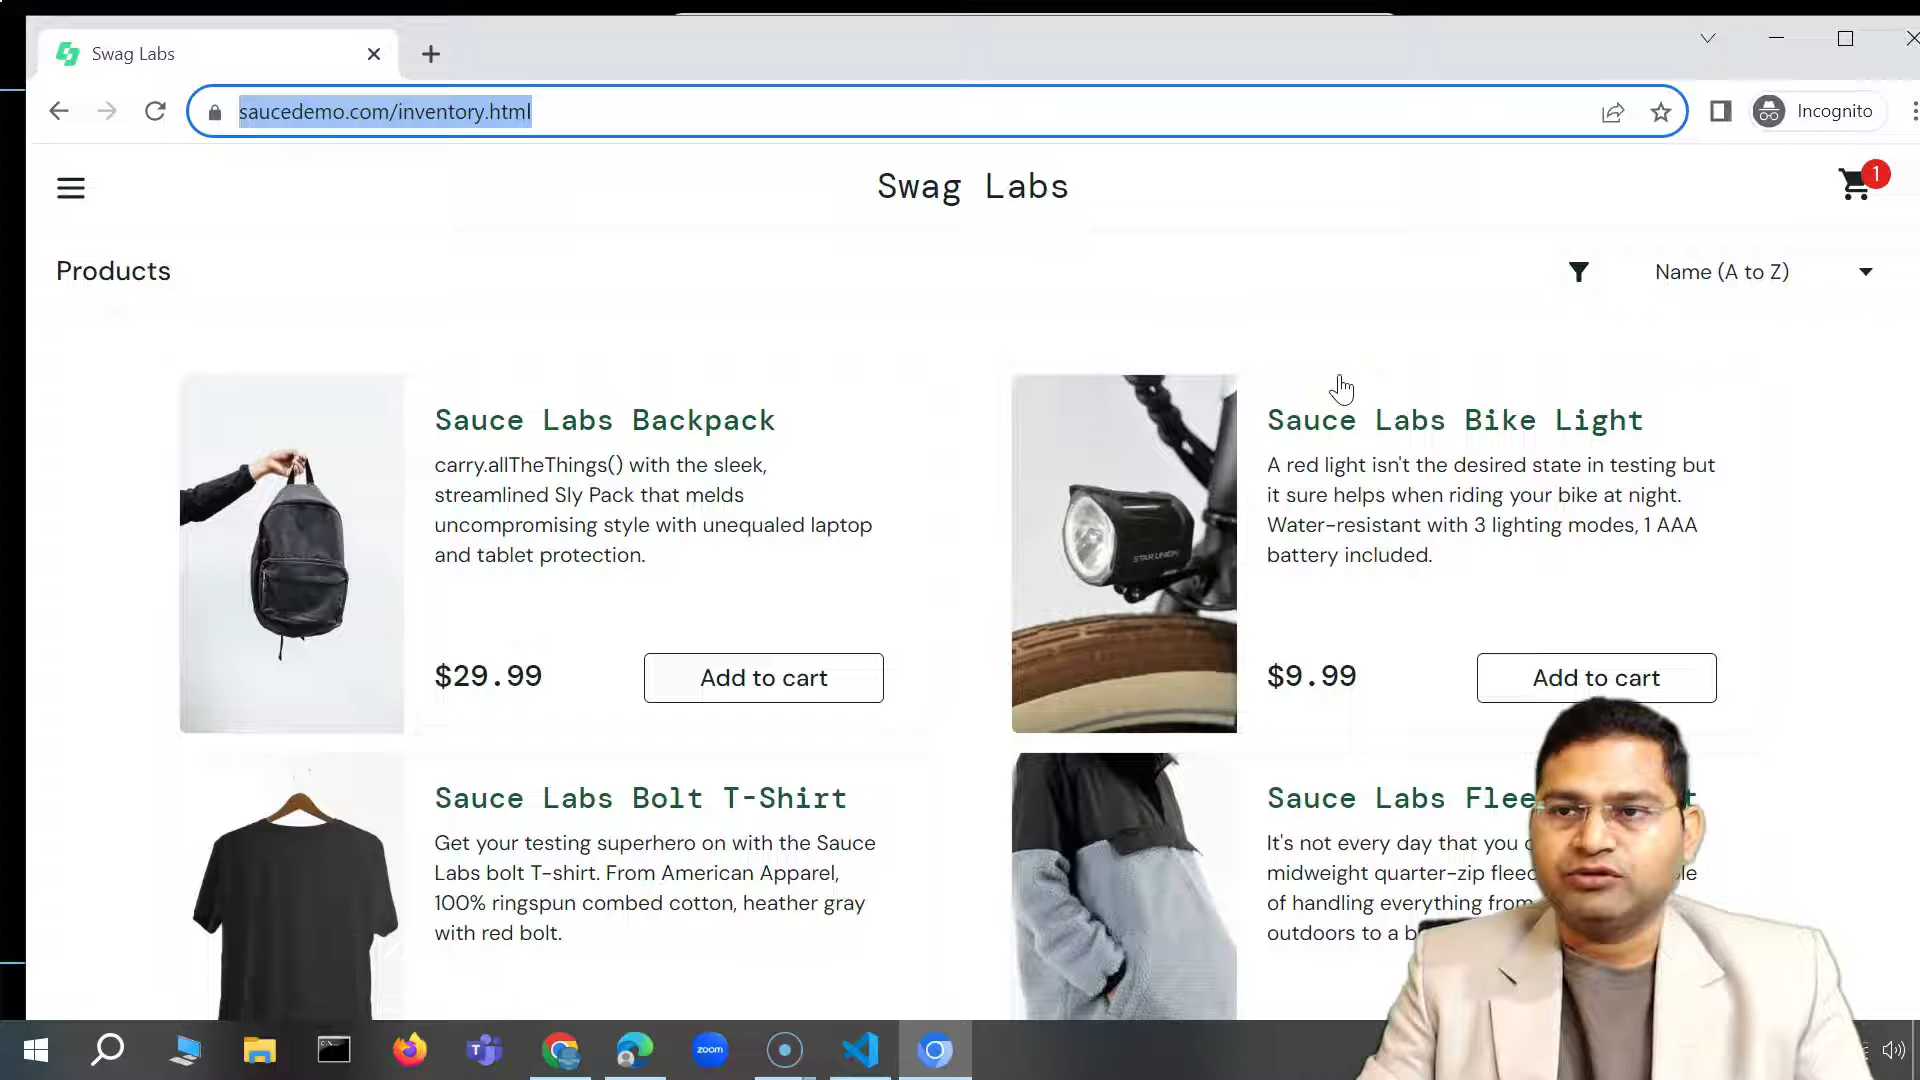 Swag Labs
saucedemo.com/inventory.html
Incognito
Swag Labs
1
Products
Name (A to Z)
Sauce Labs Backpack
carry.allTheThings() with the sleek,
streamlined Sly Pack that melds
uncompromising style with unequaled laptop
and tablet protection.
$29.99
Add to cart
Sauce Labs Bike Light
A red light isn't the desired state in testing but
it sure helps when riding your bike at night.
Water-resistant with 3 lighting modes, 1 AAA
battery included.
$9.99
Add to cart
STAR UNION
Sauce Labs Bolt T-Shirt
Get your testing superhero on with the Sauce
Labs bolt T-shirt. From American Apparel,
100% ringspun combed cotton, heather gray
with red bolt.
Sauce Labs
It's not every day that you
midweight quarter-zip
of handling everything from
outdoors to a
zoom